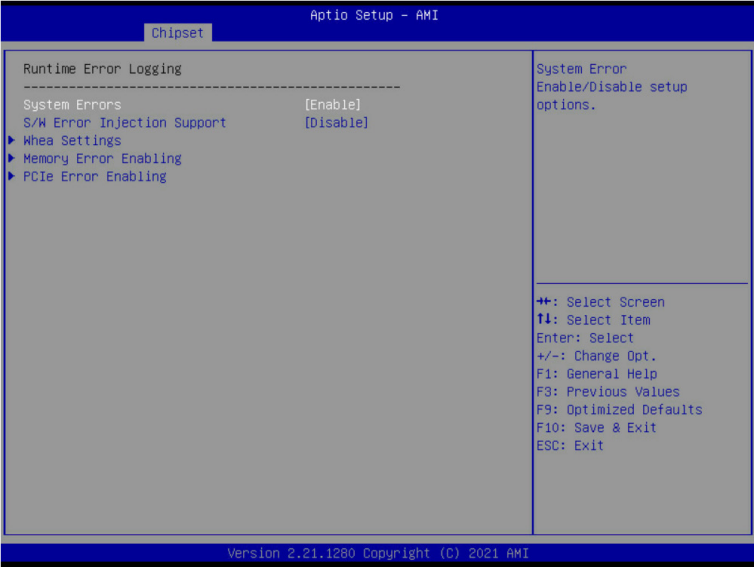 Aptio Setup – AMI
Chipset
Runtime Error Logging
--------------------------------------------------
System Errors [Enable]
S/W Error Injection Support [Disable]
▶ Whea Settings
▶ Memory Error Enabling
▶ PCIe Error Enabling
System Error
Enable/Disable setup
options.
→←: Select Screen
↑↓: Select Item
Enter: Select
+/-: Change Opt.
F1: General Help
F3: Previous Values
F9: Optimized Defaults
F10: Save & Exit
ESC: Exit
Version 2.21.1280 Copyright (C) 2021 AMI